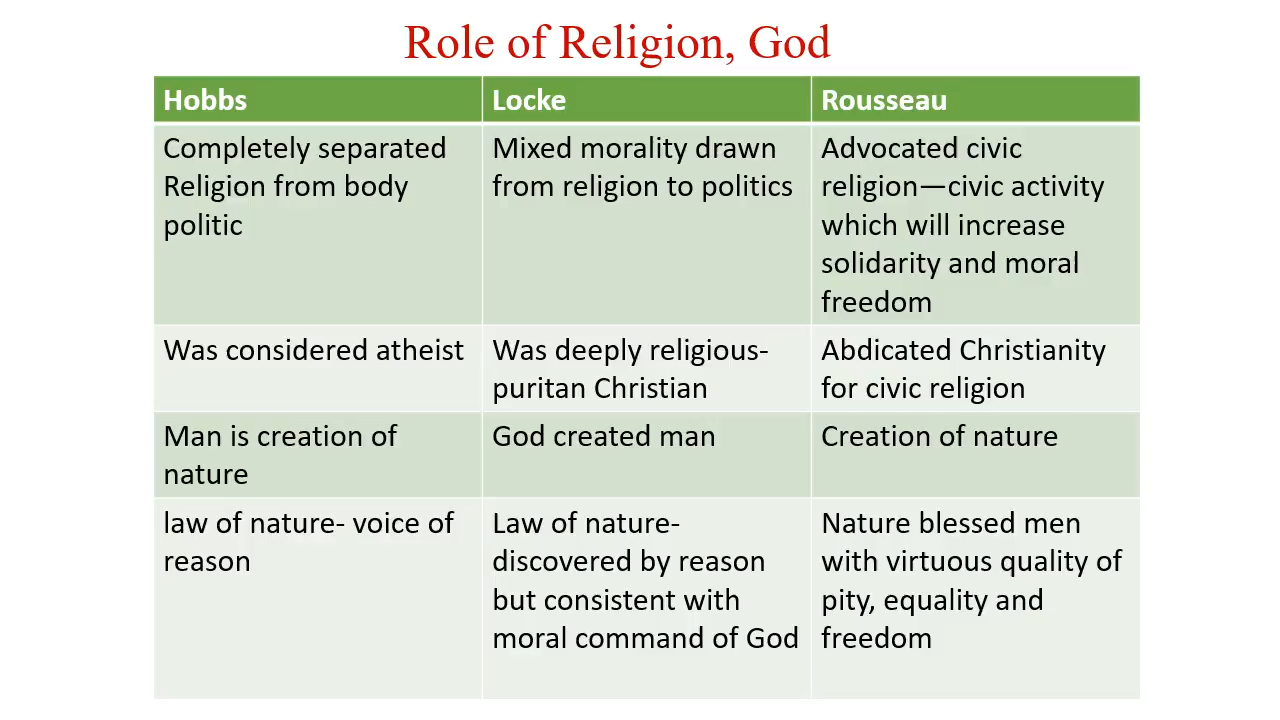 Role of Religion, God
Hobbs
Locke
Rousseau
Completely separated
Religion from body
politic
Mixed morality drawn
from religion to politics
Advocated civic
religion—civic activity
which will increase
solidarity and moral
freedom
Was considered atheist
Was deeply religious-
puritan Christian
Abdicated Christianity
for civic religion
Man is creation of
nature
God created man
Creation of nature
law of nature- voice of
reason
Law of nature-
discovered by reason
but consistent with
moral command of God
Nature blessed men
with virtuous quality of
pity, equality and
freedom